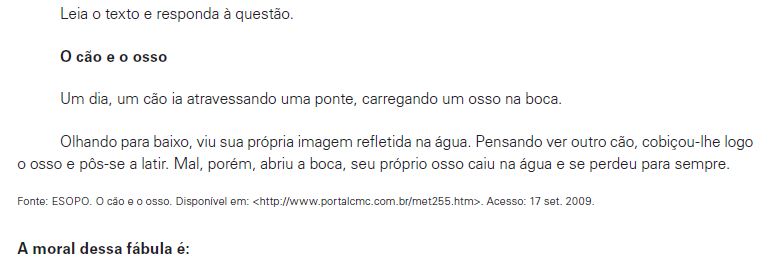 Leia o texto e responda à questão.
O cão e o osso
Um dia, um cão ia atravessando uma ponte, carregando um osso na boca.
Olhando para baixo, viu sua própria imagem refletida na água. Pensando ver outro cão, cobiçou-lhe logo
o osso e pôs-se a latir. Mal, porém, abriu a boca, seu próprio osso caiu na água e se perdeu para sempre.
Fonte: ESOPO. O cão e o osso. Disponível em: <http://www.portalcmc.com.br/met255.htm>. Acesso: 17 set. 2009.
A moral dessa fábula é: